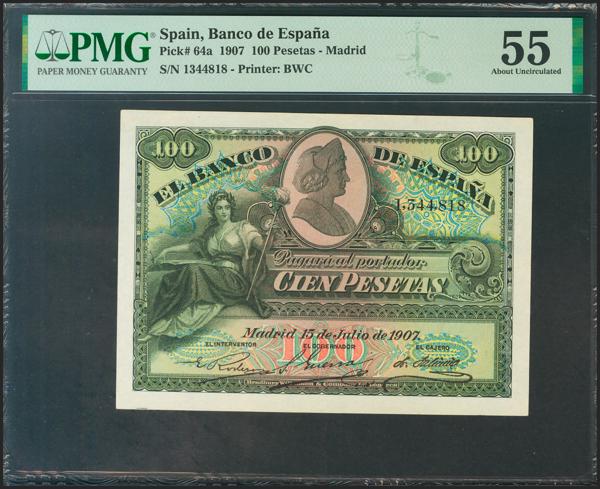 PMG
PAPER MONEY GUARANTY
Spain, Banco de España
Pick# 64a 1907 100 Pesetas - Madrid
S/N 1344818 - Printer: BWC
55
About Uncirculated
100
100
EL BANCO DE ESPAÑA
1,344818
Pagará al portador
CIEN PESETAS
Madrid 15 de Julio de 1907.
EL INTERVENTOR
EL GOBERNADOR
EL CAJERO
100